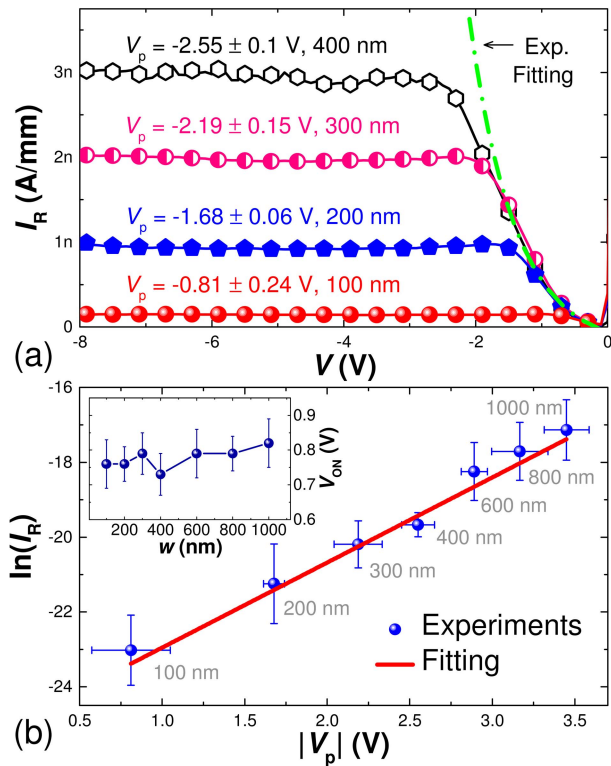 V_p = -2.55 ± 0.1 V, 400 nm
Exp.
Fitting
V_p = -2.19 ± 0.15 V, 300 nm
V_p = -1.68 ± 0.06 V, 200 nm
V_p = -0.81 ± 0.24 V, 100 nm
3n
2n
1n
0
I_R (A/mm)
-8 -6 -4 -2 0
V (V)
(a)
-16
-18
-20
-22
-24
ln(I_R)
0.9
0.8
0.7
0.6
V_ON (V)
200 400 600 800 1000
w (nm)
1000 nm
800 nm
600 nm
400 nm
300 nm
200 nm
100 nm
Experiments
Fitting
0.5 1.0 1.5 2.0 2.5 3.0 3.5
|V_p| (V)
(b)